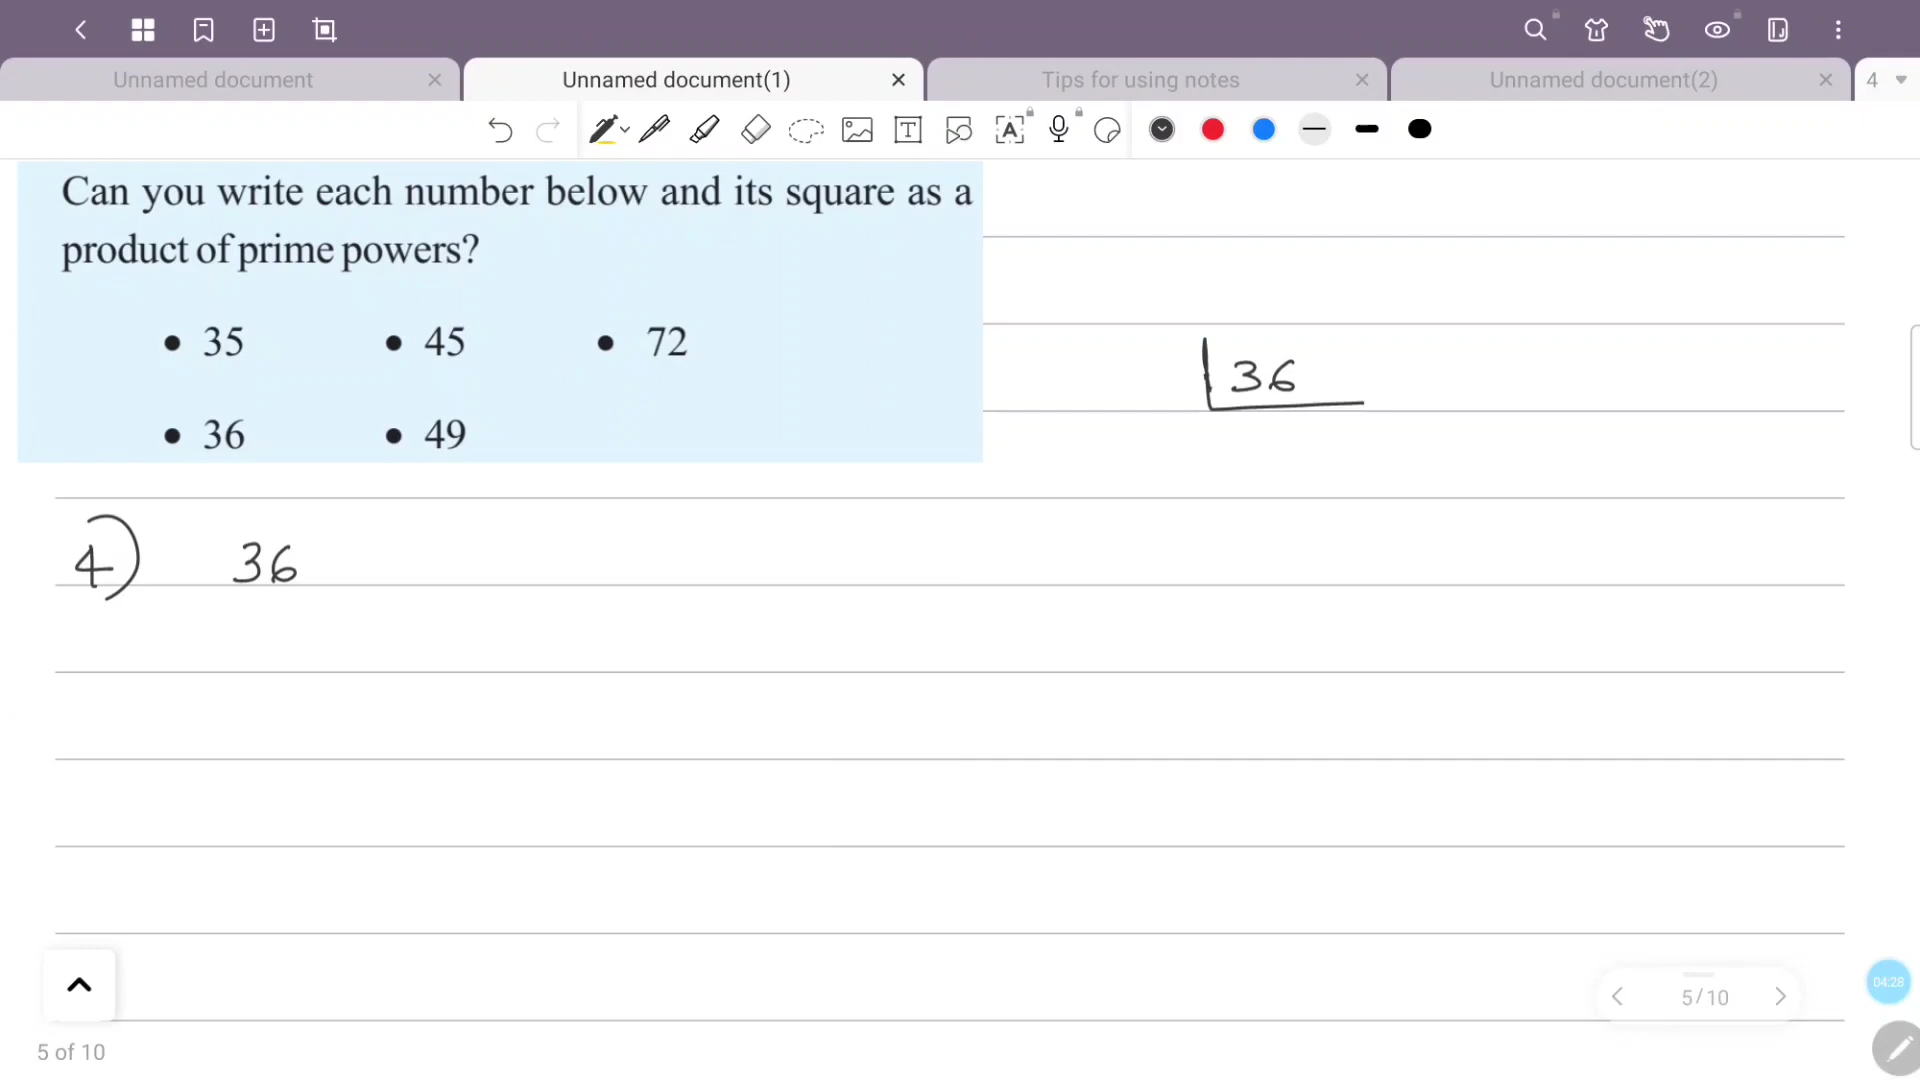 Unnamed document
Unnamed document(1)
Tips for using notes
Unnamed document(2)
4
Can you write each number below and its square as a
product of prime powers?
• 35 • 45 • 72
• 36 • 49
36
4) 36
5/10
04:28
5 of 10